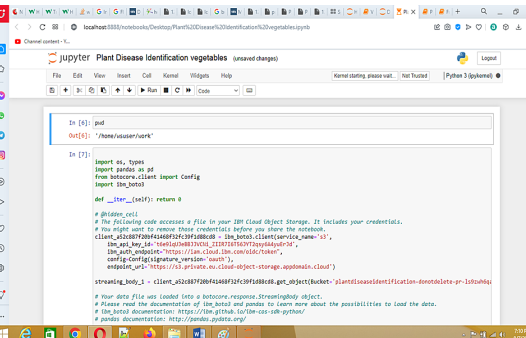 localhost:8888/notebooks/Desktop/Plant%20Disease%20Identification%20vegetables.ipynb
Channel content - Y...
jupyter Plant Disease Identification vegetables (unsaved changes)
Logout
File Edit View Insert Cell Kernel Widgets Help
Kernel starting, please wait... Not Trusted Python 3 (ipykernel)
Run Code
In [6]: pwd
Out[6]: '/home/wsuser/work'
In [7]:
import os, types
import pandas as pd
from botocore.client import Config
import ibm_boto3
def __iter__(self): return 0
# @hidden_cell
# The following code accesses a file in your IBM Cloud Object Storage. It includes your credentials.
# You might want to remove those credentials before you share the notebook.
client_a52c887f20bf41468f32fc39f1d88cd8 = ibm_boto3.client(service_name='s3',
ibm_auth_endpoint="https://iam.cloud.ibm.com/oidc/token",
config=Config(signature_version='oauth'),
endpoint_url='https://s3.private.eu.cloud-object-storage.appdomain.cloud')
streaming_body_1 = client_a52c887f20bf41468f32fc39f1d88cd8.get_object(Bucket=
# Your data file was loaded into a botocore.response.StreamingBody object.
# Please read the documentation of ibm_boto3 and pandas to learn more about the possibilities to load the data.
# ibm_boto3 documentation: https://ibm.github.io/ibm-cos-sdk-python/
# pandas documentation: http://pandas.pydata.org/